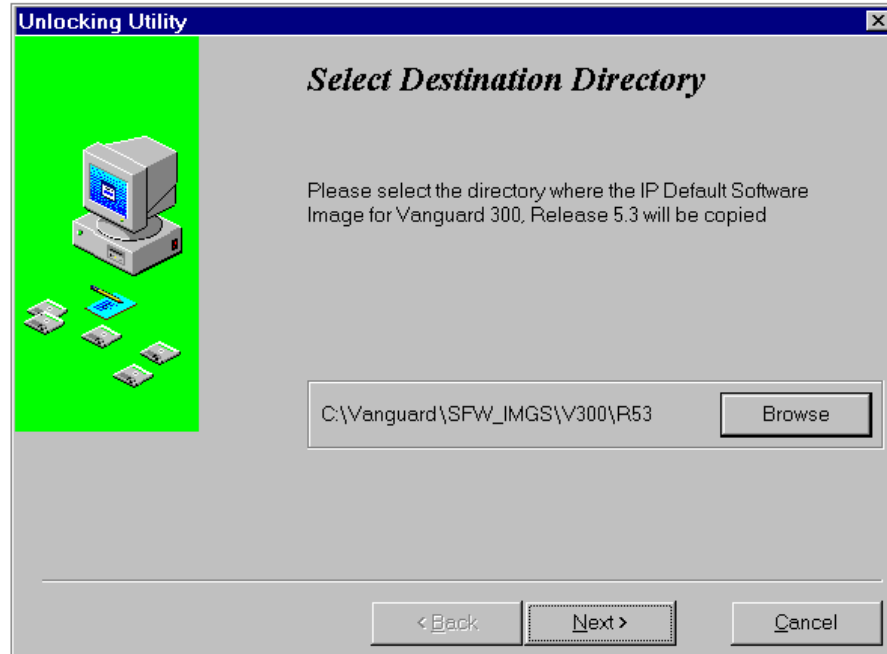 Unlocking Utility
Select Destination Directory
Please select the directory where the IP Default Software
Image for Vanguard 300, Release 5.3 will be copied
C:\Vanguard\SFW_IMGS\V300\R53
Browse
< Back
Next >
Cancel